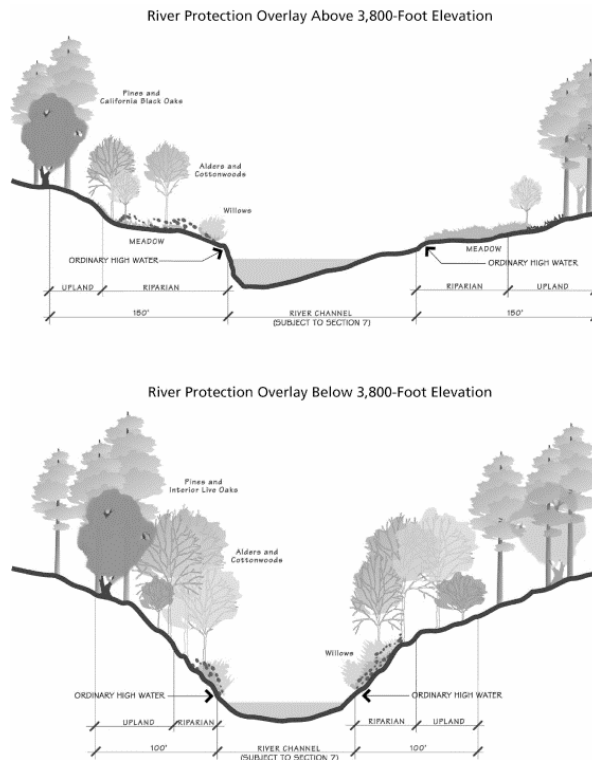 River Protection Overlay Above 3,800-Foot Elevation
Pines and
California Black Oaks
Alders and
Cottonwoods
Willows
MEADOW
MEADOW
ORDINARY HIGH WATER
ORDINARY HIGH WATER
UPLAND
RIPARIAN
RIPARIAN
UPLAND
150'
RIVER CHANNEL
(SUBJECT TO SECTION 7)
150'
River Protection Overlay Below 3,800-Foot Elevation
Pines and
Interior Live Oaks
Alders and
Cottonwoods
Willows
ORDINARY HIGH WATER
ORDINARY HIGH WATER
UPLAND
RIPARIAN
RIPARIAN
UPLAND
100'
RIVER CHANNEL
(SUBJECT TO SECTION 7)
100'